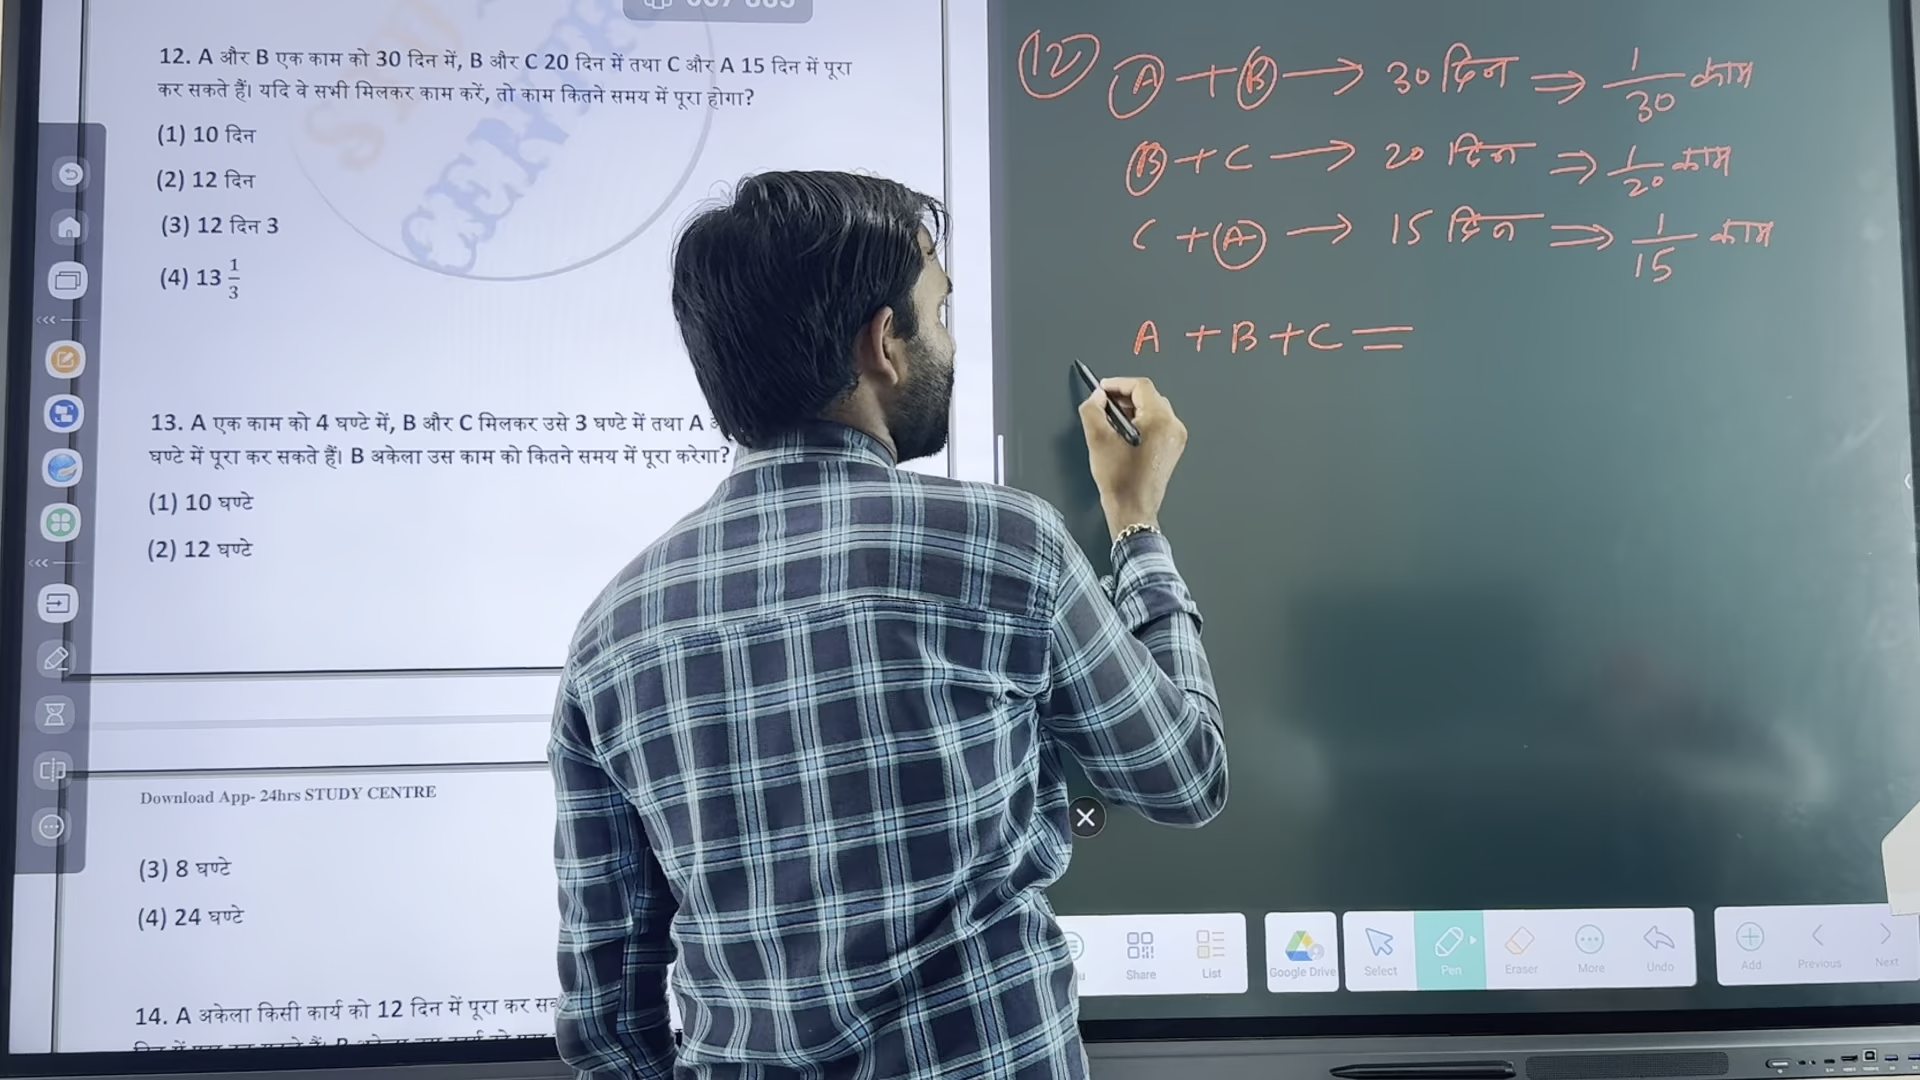 12. A और B एक काम को 30 दिन में, B और C 20 दिन में तथा C और A 15 दिन में पूरा
कर सकते हैं। यदि वे सभी मिलकर काम करें, तो काम कितने समय में पूरा होगा?
(1) 10 दिन
(2) 12 दिन
(3) 12 दिन 3
(4) 13 1/3
13. A एक काम को 4 घण्टे में, B और C मिलकर उसे 3 घण्टे में तथा A
घण्टे में पूरा कर सकते हैं। B अकेला उस काम को कितने समय में पूरा करेगा?
(1) 10 घण्टे
(2) 12 घण्टे
Download App- 24hrs STUDY CENTRE
(3) 8 घण्टे
(4) 24 घण्टे
14. A अकेला किसी कार्य को 12 दिन में पूरा कर
CENTRE
(12) A + B → 30 दिन ⇒ 1/30 काम
B + C → 20 दिन ⇒ 1/20 काम
C + A → 15 दिन ⇒ 1/15 काम
A + B + C =
Share
List
Google Drive
Select
Pen
Eraser
More
Undo
Add
Previous
Next